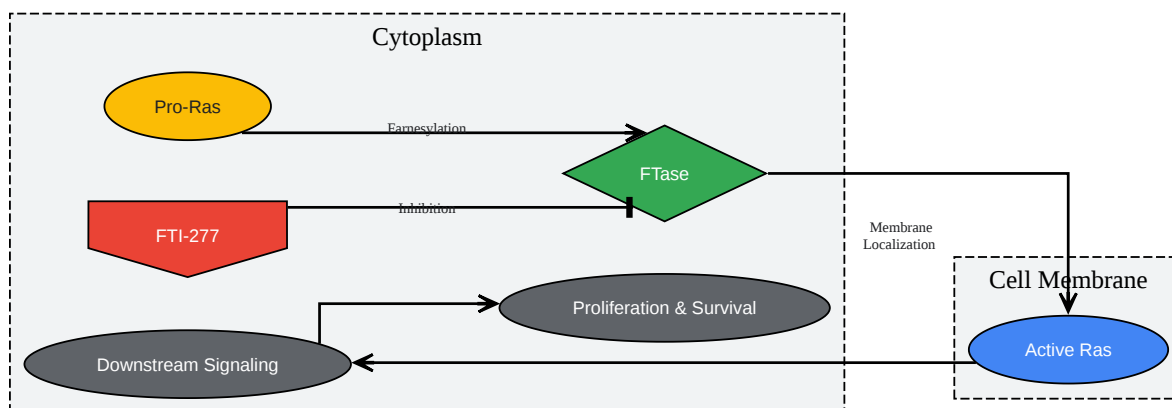 Cytoplasm
Pro-Ras
Farnesylation
FTase
FTI-277
Inhibition
Membrane
Localization
Cell Membrane
Proliferation & Survival
Active Ras
Downstream Signaling